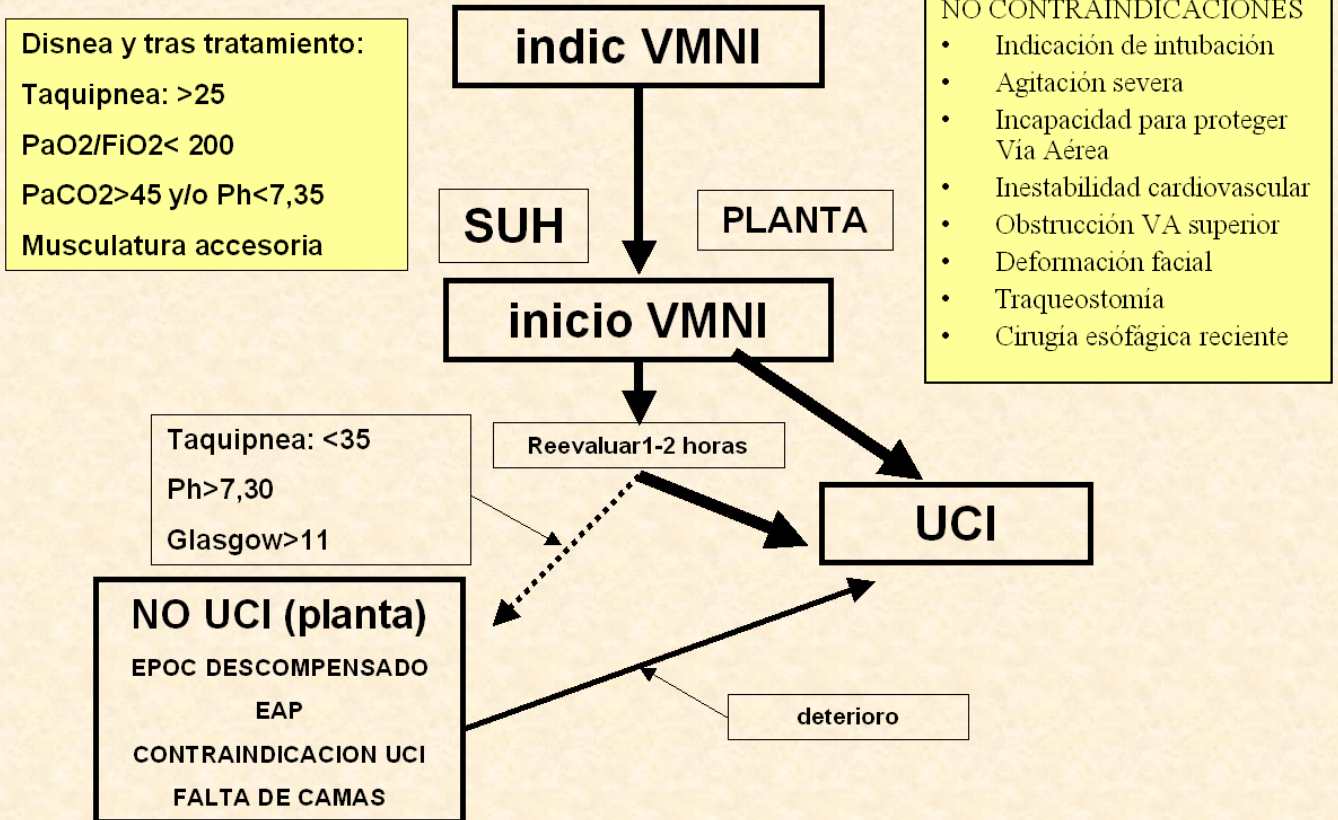 Disnea y tras tratamiento:
Taquipnea: >25
PaO2/FiO2< 200
PaCO2>45 y/o Ph<7,35
Musculatura accesoria
indic VMNI
NO CONTRAINDICACIONES
• Indicación de intubación
• Agitación severa
• Incapacidad para proteger
Vía Aérea
• Inestabilidad cardiovascular
• Obstrucción VA superior
• Deformación facial
• Traqueostomía
• Cirugía esófágica reciente
SUH
PLANTA
inicio VMNI
Taquipnea: <35
Ph>7,30
Glasgow>11
Reevaluar1-2 horas
UCI
NO UCI (planta)
EPOC DESCOMPENSADO
EAP
CONTRAINDICACION UCI
FALTA DE CAMAS
deterioro